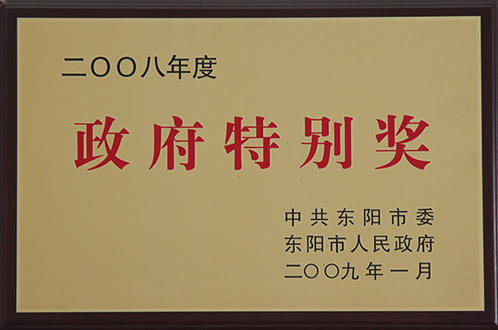 二〇〇八年度
政府特别奖
中共东阳市委
东阳市人民政府
二〇〇九年一月